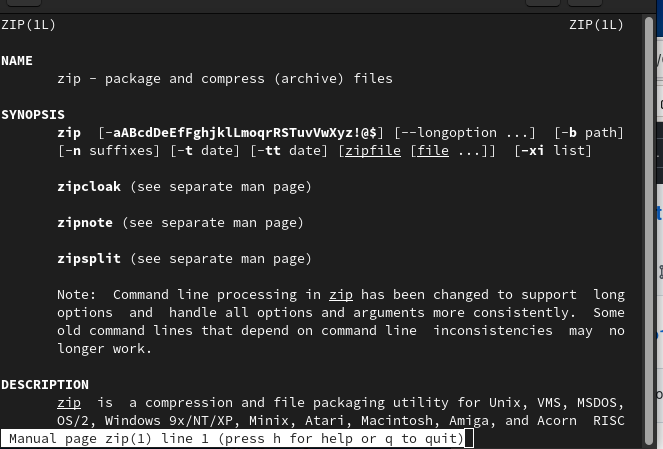 ZIP(1L) ZIP(1L)
NAME
zip - package and compress (archive) files
SYNOPSIS
zip [-aABcdDeEfFghjklLmoqrRSTuvVwXyz!@$] [--longoption ...] [-b path]
[-n suffixes] [-t date] [-tt date] [zipfile [file ...]] [-xi list]
zipcloak (see separate man page)
zipnote (see separate man page)
zipsplit (see separate man page)
Note: Command line processing in zip has been changed to support long
options and handle all options and arguments more consistently. Some
old command lines that depend on command line inconsistencies may no
longer work.
DESCRIPTION
zip is a compression and file packaging utility for Unix, VMS, MSDOS,
OS/2, Windows 9x/NT/XP, Minix, Atari, Macintosh, Amiga, and Acorn RISC
Manual page zip(1) line 1 (press h for help or q to quit)